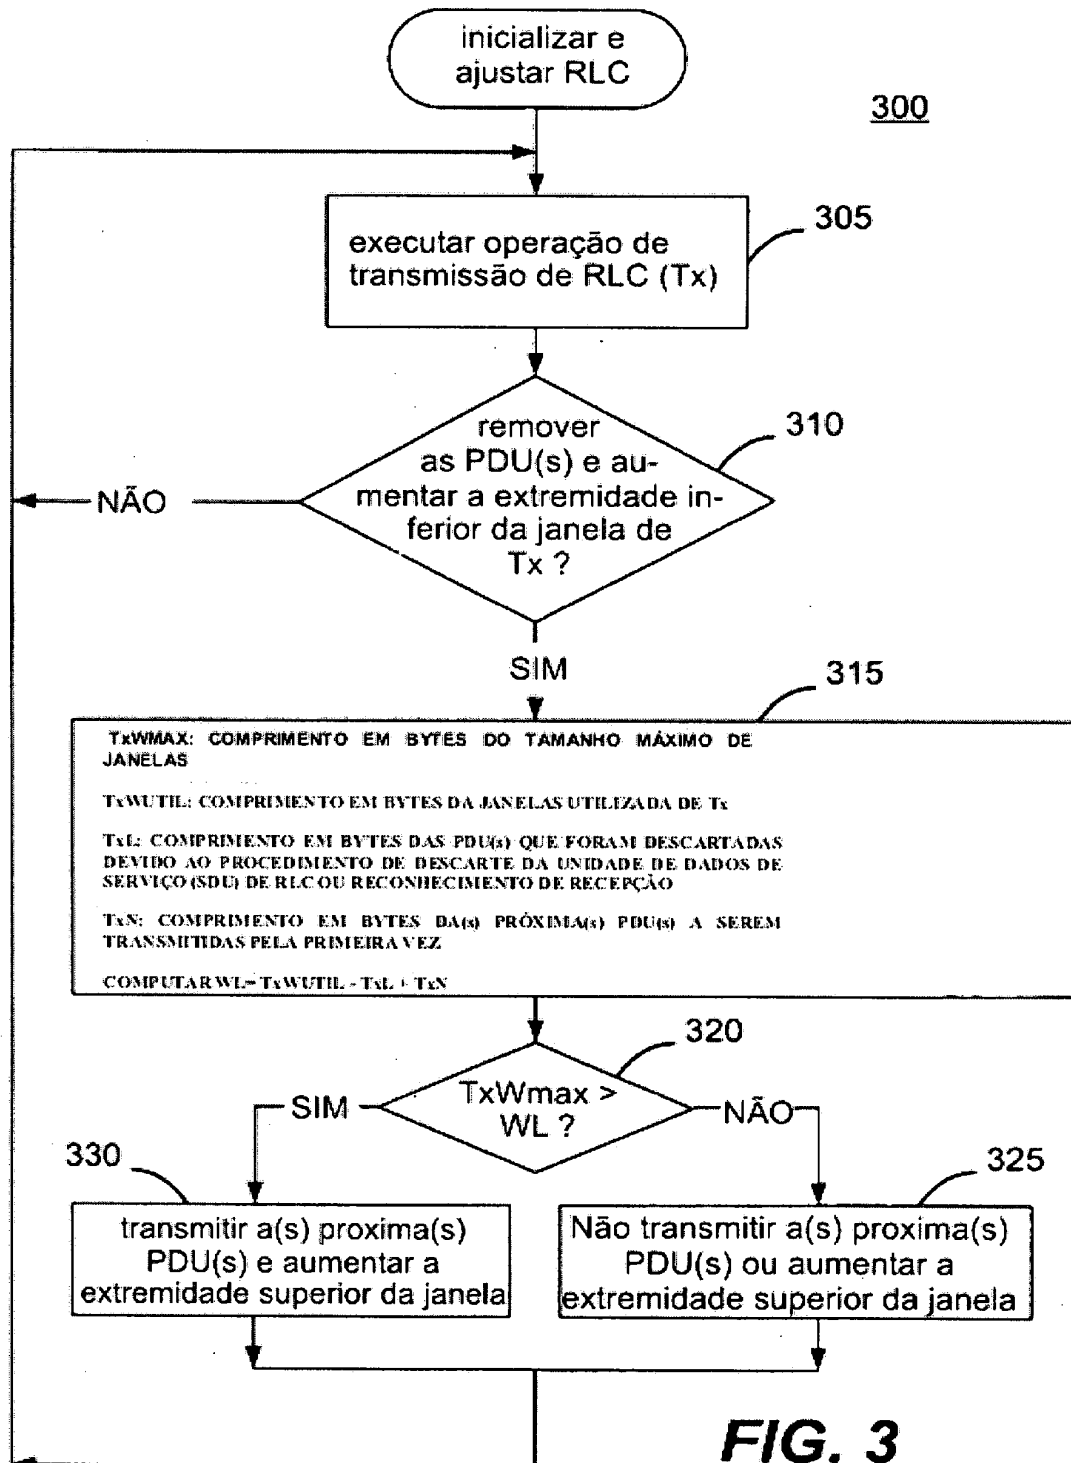 inicializar e
ajustar RLC
300
305
executar operação de
transmissão de RLC (Tx)
310
remover
as PDU(s) e au-
mentar a extremidade in-
ferior da janela de
Tx ?
NÃO
SIM
315
TxWMAX: COMPRIMENTO EM BYTES DO TAMANHO MÁXIMO DE
JANELAS
TxWUTIL: COMPRIMENTO EM BYTES DA JANELAS UTILIZADA DE Tx
TxL: COMPRIMENTO EM BYTES DAS PDU(s) QUE FORAM DESCARTADAS
DEVIDO AO PROCEDIMENTO DE DESCARTE DA UNIDADE DE DADOS DE
SERVIÇO (SDU) DE RLC OU RECONHECIMENTO DE RECEPÇÃO
TxN: COMPRIMENTO EM BYTES DA(s) PRÓXIMA(s) PDU(s) A SEREM
TRANSMITIDAS PELA PRIMEIRA VEZ
COMPUTAR WL= TxWUTIL - TxL + TxN
320
TxWmax >
WL ?
SIM
NÃO
330
325
transmitir a(s) proxima(s)
PDU(s) e aumentar a
extremidade superior da janela
Não transmitir a(s) proxima(s)
PDU(s) ou aumentar a
extremidade superior da janela
FIG. 3